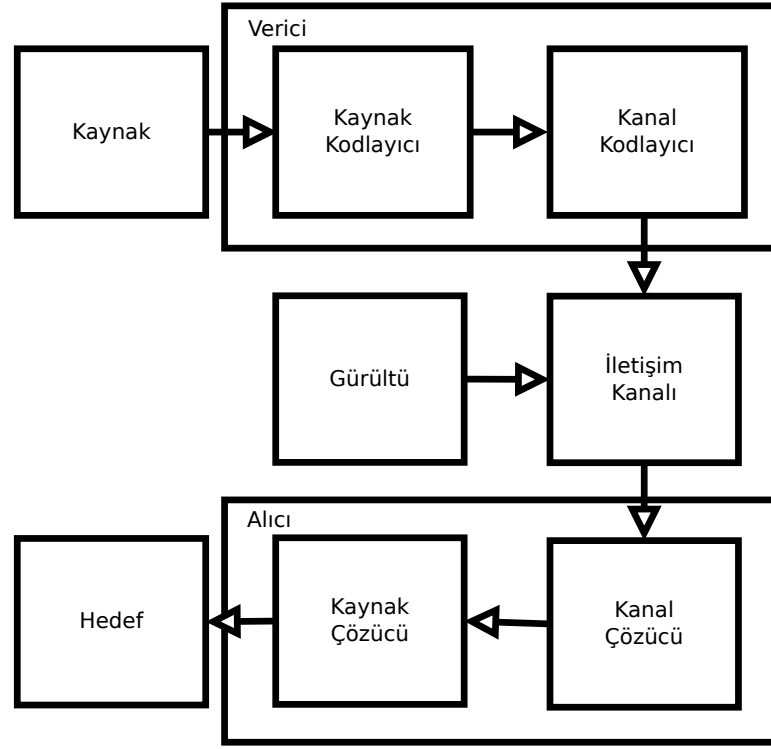 Verici
Kaynak
Kaynak
Kodlayıcı
Kanal
Kodlayıcı
Gürültü
İletişim
Kanalı
Alıcı
Hedef
Kaynak
Çözücü
Kanal
Çözücü